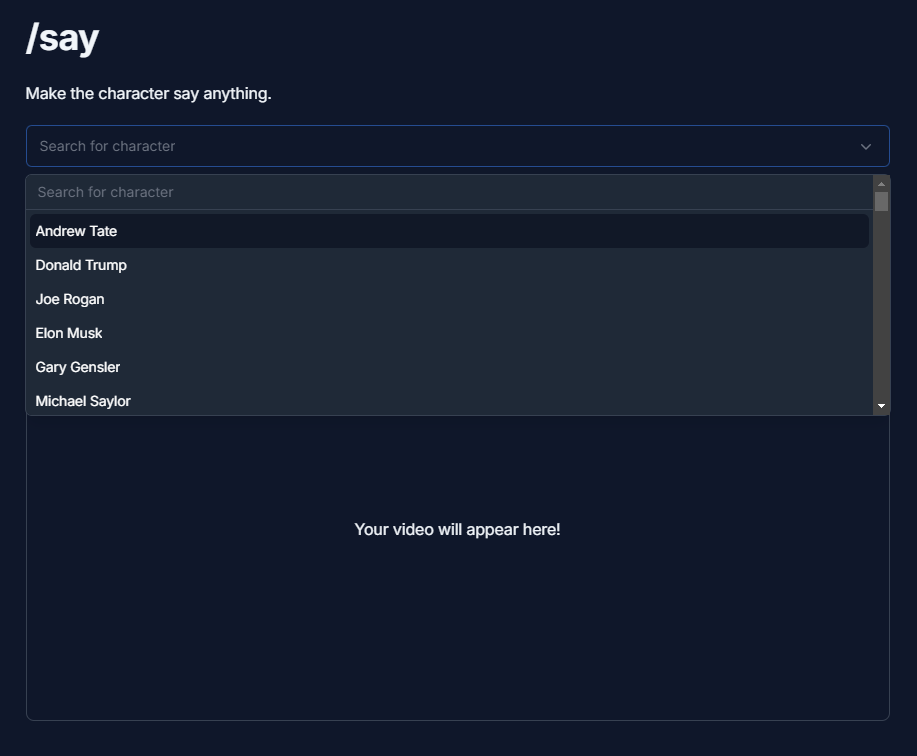 /say
Make the character say anything.
Search for character
Search for character
Andrew Tate
Donald Trump
Joe Rogan
Elon Musk
Gary Gensler
Michael Saylor
Your video will appear here!